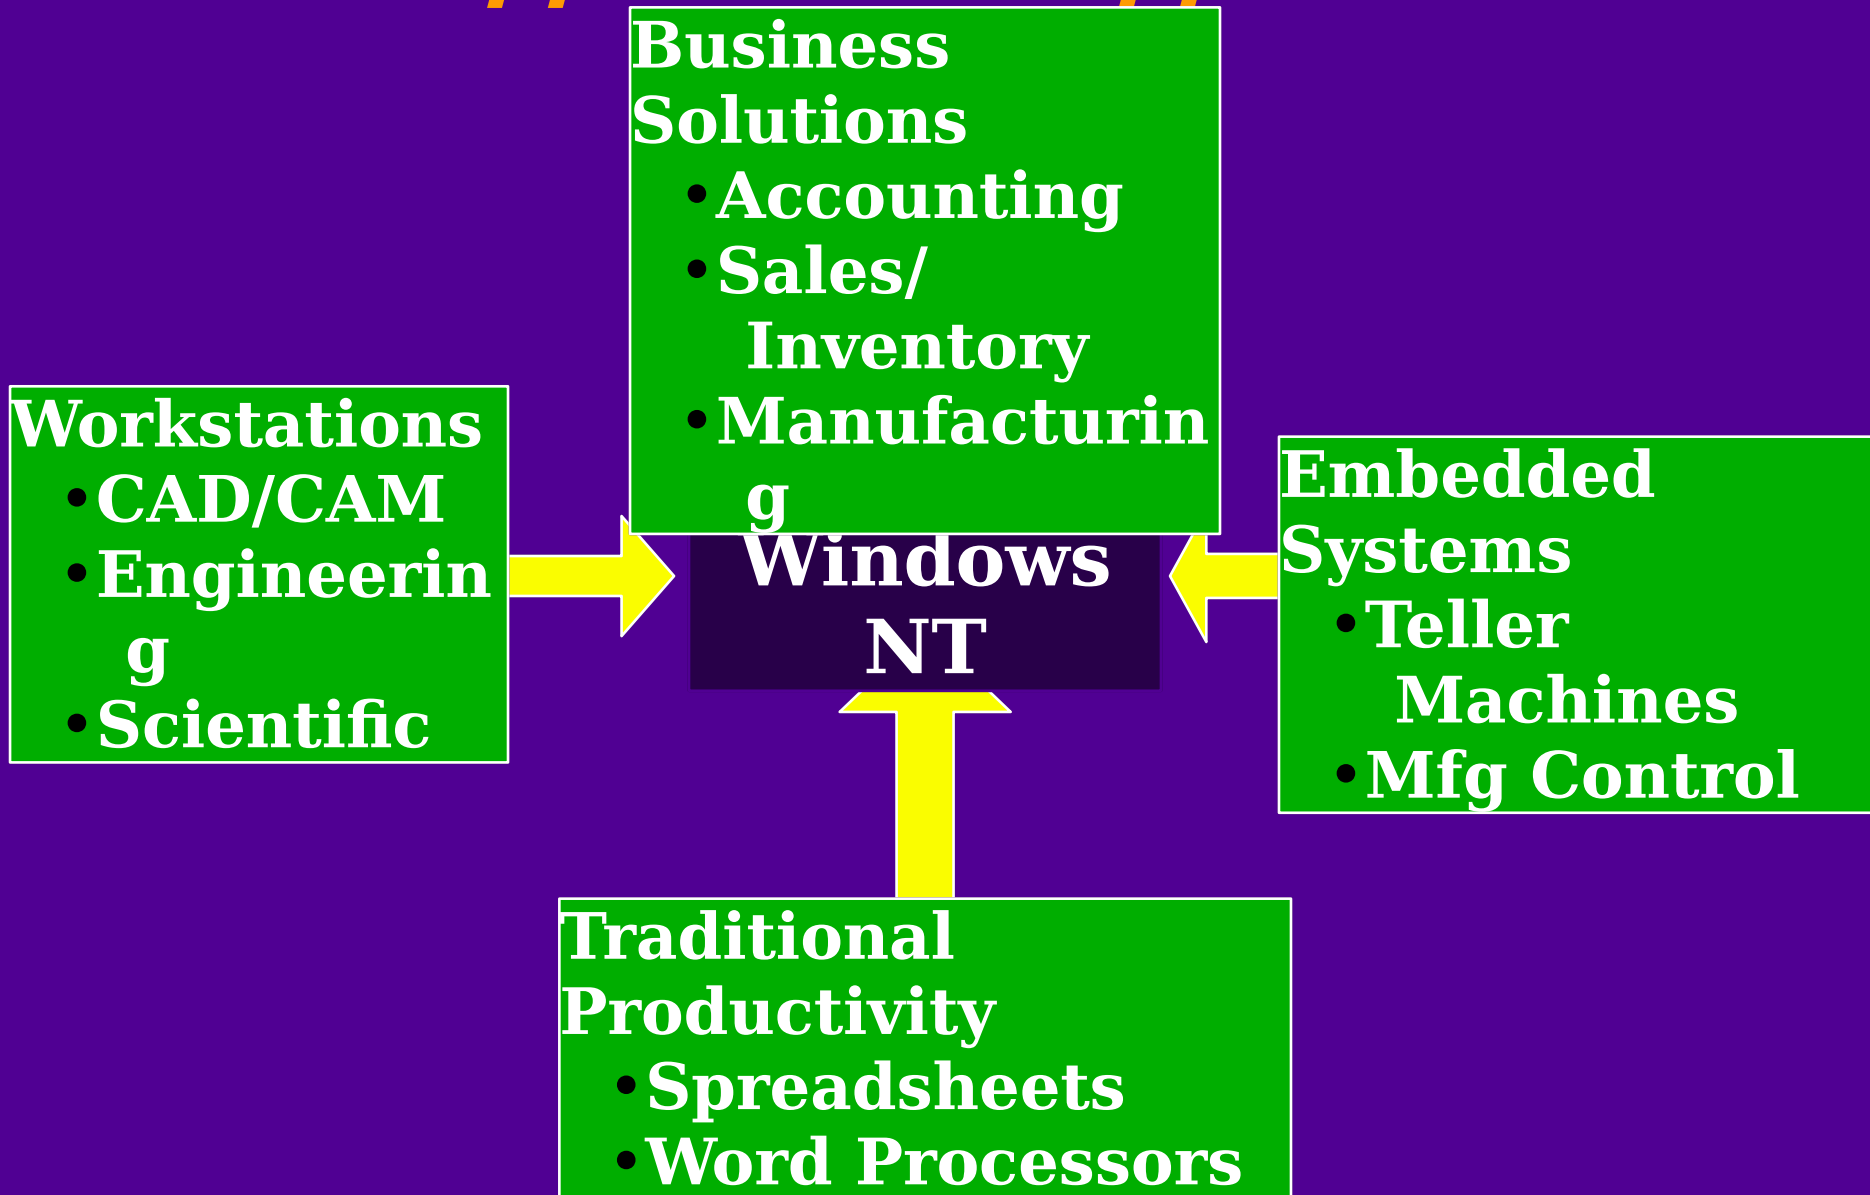 Business
Solutions
•Accounting
•Sales/
Inventory
•Manufacturin
g
Workstations
•CAD/CAM
•Engineerin
g
•Scientific
Windows
NT
Embedded
Systems
•Teller
Machines
•Mfg Control
Traditional
Productivity
•Spreadsheets
•Word Processors